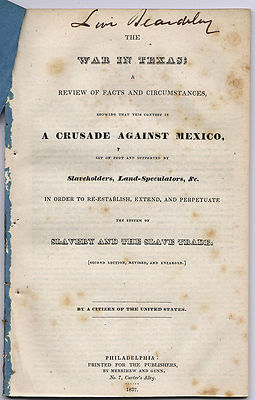 Levi Beardsley
THE
WAR IN TEXAS;
A
REVIEW OF FACTS AND CIRCUMSTANCES,
SHOWING THAT THIS CONTEST IS
A CRUSADE AGAINST MEXICO,
SET ON FOOT AND SUPPORTED BY
Slaveholders, Land-Speculators, &c.
IN ORDER TO RE-ESTABLISH, EXTEND, AND PERPETUATE
THE SYSTEM OF
SLAVERY AND THE SLAVE TRADE.
[SECOND EDITION, REVISED, AND ENLARGED.]
BY A CITIZEN OF THE UNITED STATES.
PHILADELPHIA:
PRINTED FOR THE PUBLISHERS,
BY MERRIHEW AND GUNN,
No. 7, Carter's Alley.
1837.